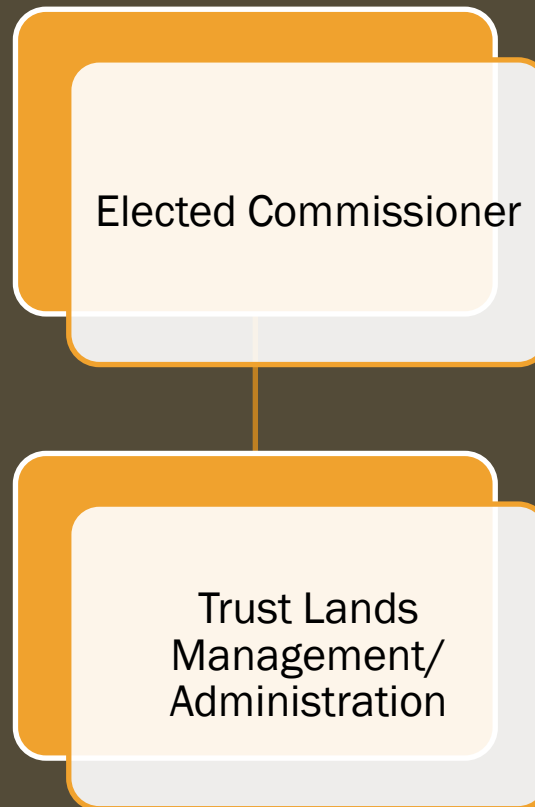 Elected Commissioner
Trust Lands
Management/
Administration